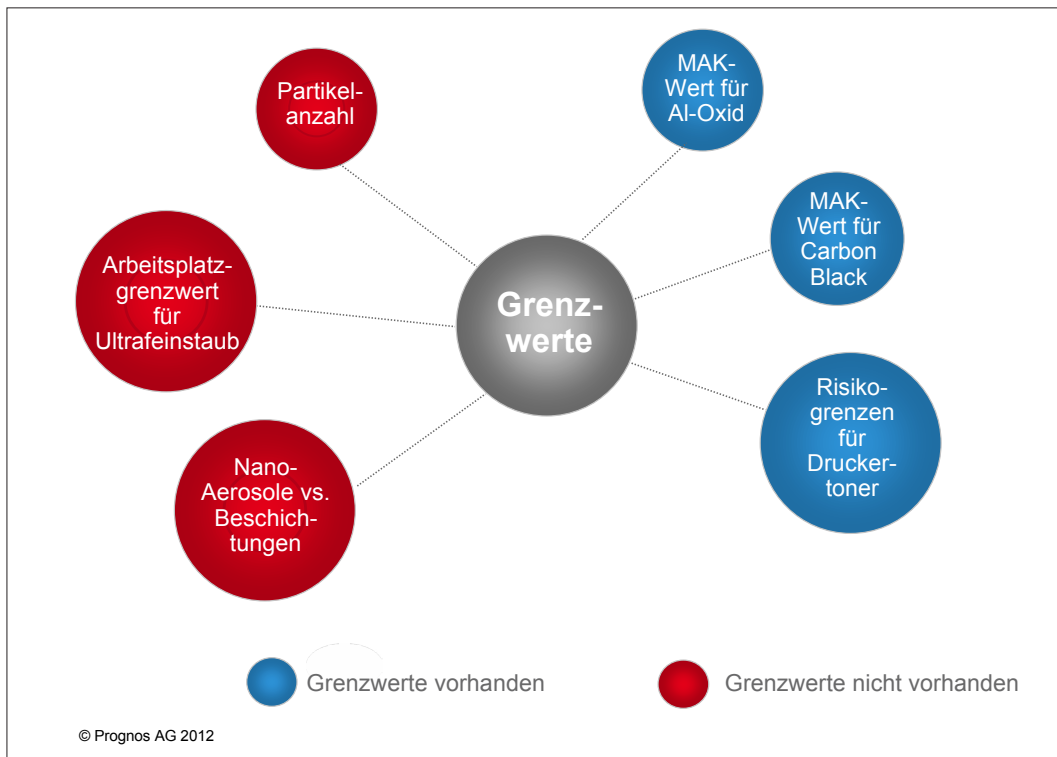 Partikel-
anzahl
MAK-
Wert für
Al-Oxid
Arbeitsplatz-
grenzwert
für
Ultrafeinstaub
Grenz-
werte
MAK-
Wert für
Carbon
Black
Nano-
Aerosole vs.
Beschich-
tungen
Risiko-
grenzen
für
Drucker-
toner
Grenzwerte vorhanden
Grenzwerte nicht vorhanden
© Prognos AG 2012